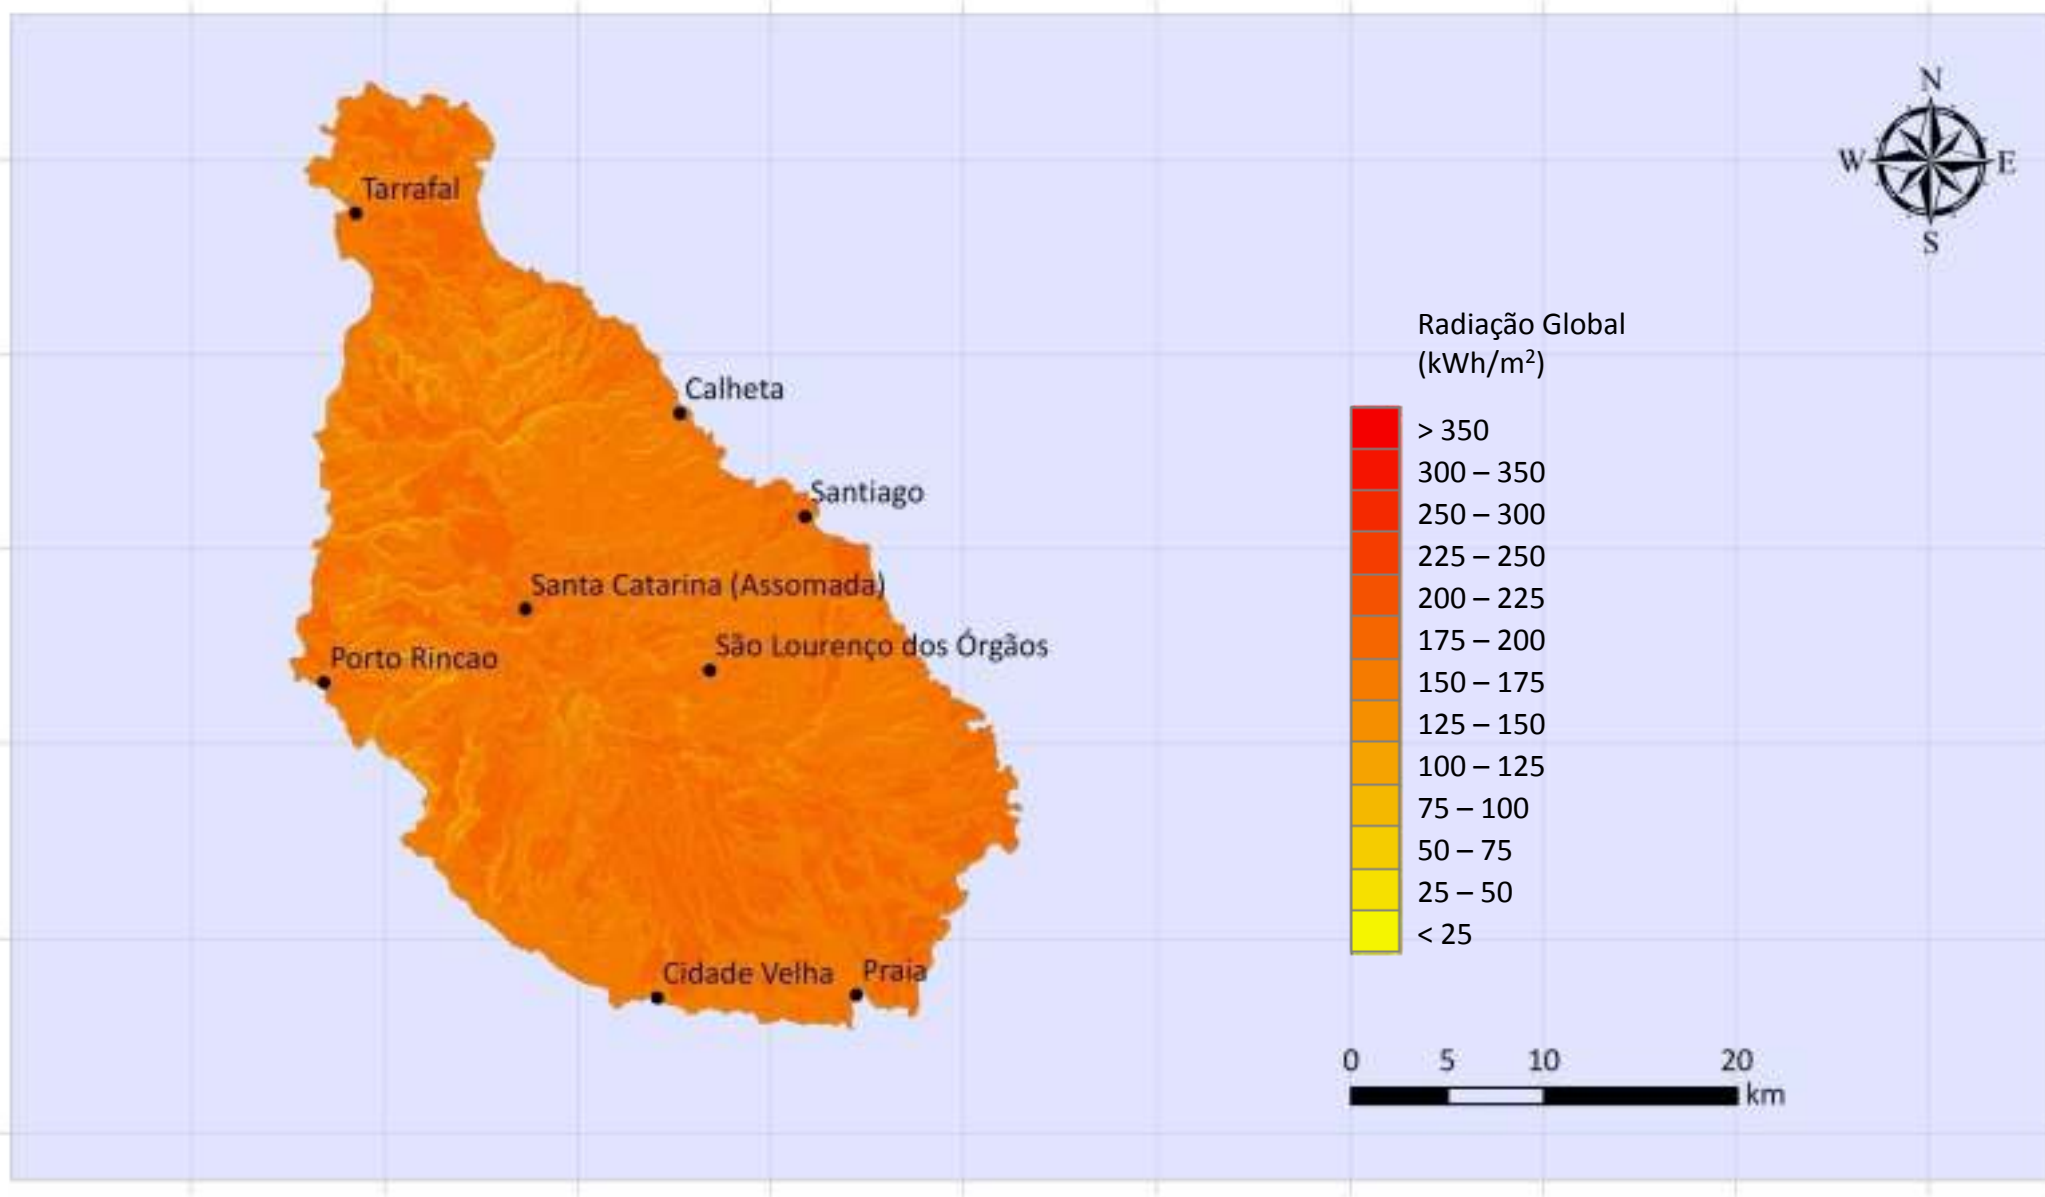 N
W
E
S
Tarrafal
Calheta
Santiago
Santa Catarina (Assomada)
São Lourenço dos Órgãos
Porto Rincao
Cidade Velha
Praia
Radiação Global
(kWh/m²)
> 350
300 – 350
250 – 300
225 – 250
200 – 225
175 – 200
150 – 175
125 – 150
100 – 125
75 – 100
50 – 75
25 – 50
< 25
0 5 10 20
km